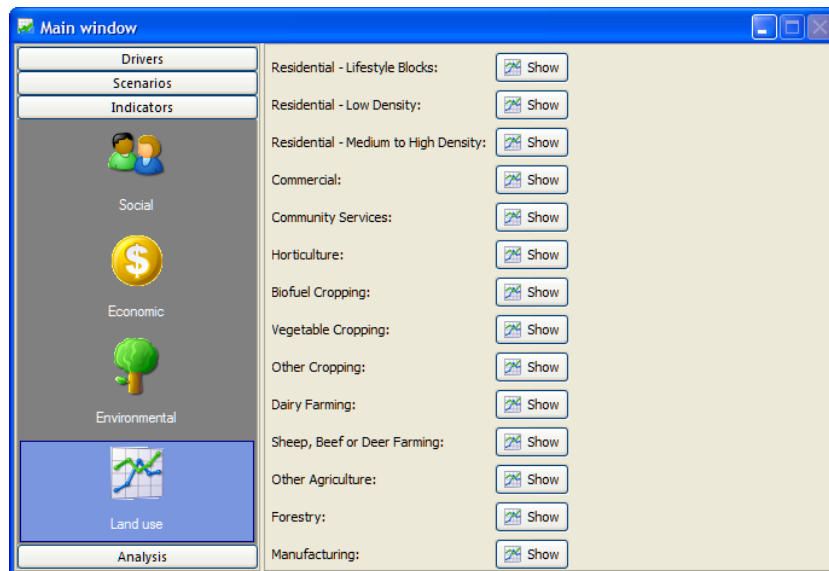 Main window
Drivers
Scenarios
Indicators
Social
Economic
Environmental
Land use
Analysis
Residential - Lifestyle Blocks: Show
Residential - Low Density: Show
Residential - Medium to High Density: Show
Commercial: Show
Community Services: Show
Horticulture: Show
Biofuel Cropping: Show
Vegetable Cropping: Show
Other Cropping: Show
Dairy Farming: Show
Sheep, Beef or Deer Farming: Show
Other Agriculture: Show
Forestry: Show
Manufacturing: Show